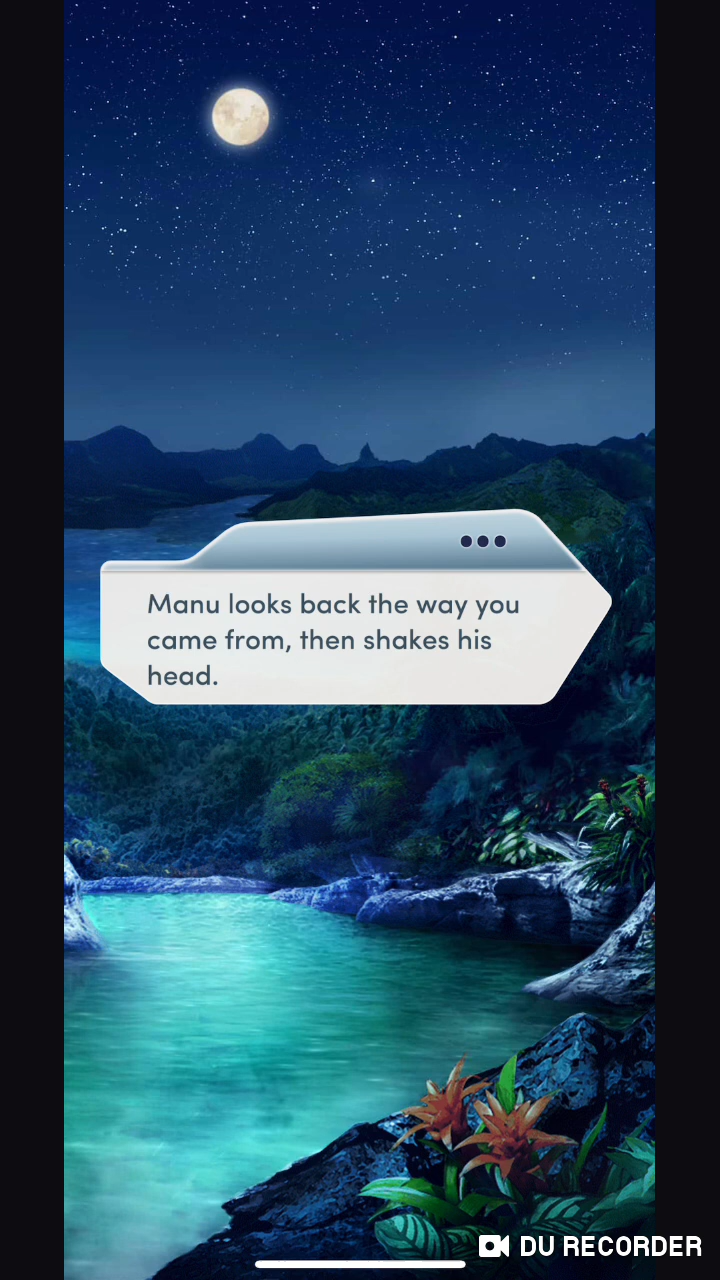 Manu looks back the way you
came from, then shakes his
head.
DU RECORDER